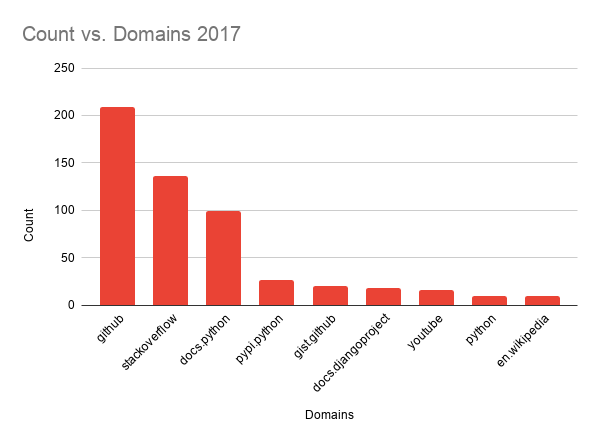 Count vs. Domains 2017
250
200
150
100
50
0
Count
github
stackoverflow
docs.python
pypi.python
gist.github
docs.djangoproject
youtube
python
en.wikipedia
Domains